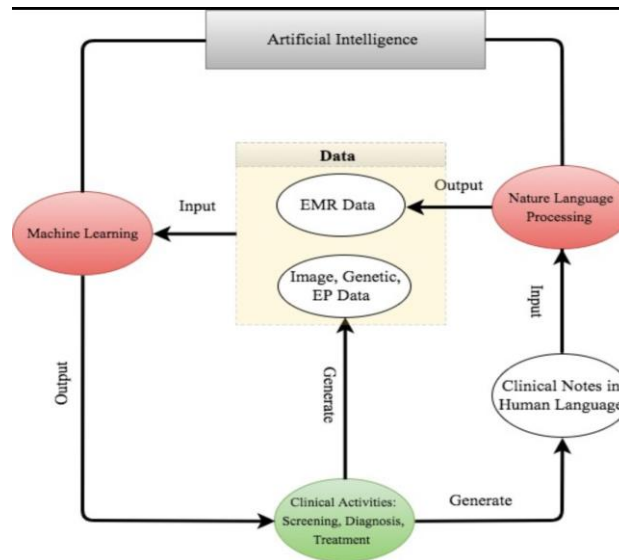 Artificial Intelligence
Data
EMR Data
Output
Nature Language
Processing
Input
Machine Learning
Image, Genetic,
EP Data
Input
Clinical Notes in
Human Language
Generate
Output
Clinical Activities:
Screening, Diagnosis,
Treatment
Generate